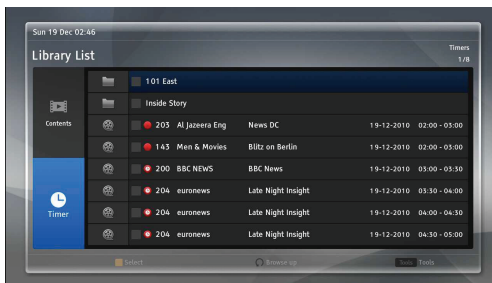 Sun 19 Dec 02:46
Library List
Timers
1/8
101 East
Inside Story
Contents
203 Al Jazeera Eng News DC 19-12-2010 02:00 - 03:00
143 Men & Movies Blitz on Berlin 19-12-2010 02:00 - 03:00
200 BBC NEWS BBC News 19-12-2010 03:00 - 03:30
204 euronews Late Night Insight 19-12-2010 03:30 - 04:00
Timer
204 euronews Late Night Insight 19-12-2010 04:00 - 04:30
204 euronews Late Night Insight 19-12-2010 04:30 - 05:00
Select Browse up Tools Tools